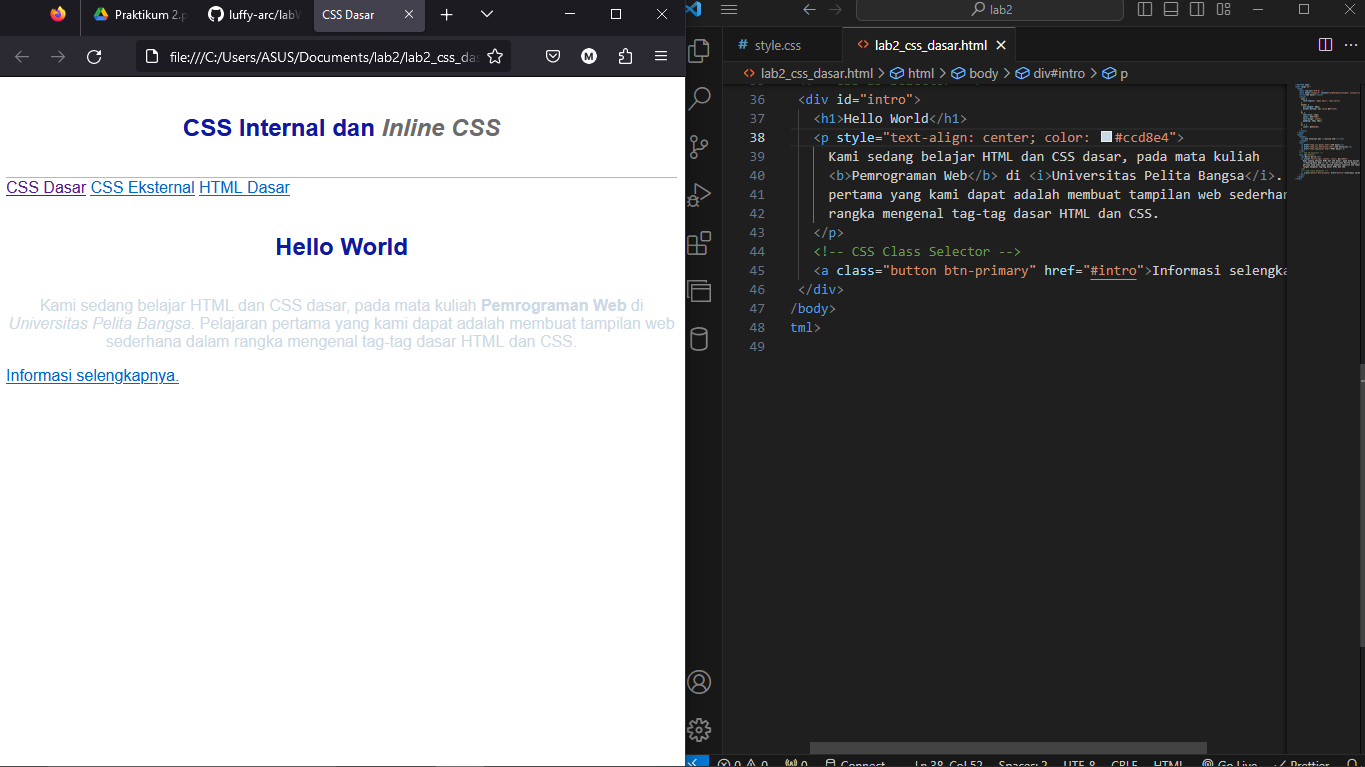 Praktikum 2.p
luffy-arc/labW
CSS Dasar
file:///C:/Users/ASUS/Documents/lab2/lab2_css_das
M
CSS Internal dan Inline CSS
CSS Dasar CSS Eksternal HTML Dasar
Hello World
Kami sedang belajar HTML dan CSS dasar, pada mata kuliah Pemrograman Web di
Universitas Pelita Bangsa. Pelajaran pertama yang kami dapat adalah membuat tampilan web
sederhana dalam rangka mengenal tag-tag dasar HTML dan CSS.
Informasi selengkapnya.
lab2
# style.css
<> lab2_css_dasar.html
<> lab2_css_dasar.html > html > body > div#intro > p
36 <div id="intro">
37 <h1>Hello World</h1>
38 <p style="text-align: center; color: #ccd8e4">
39 Kami sedang belajar HTML dan CSS dasar, pada mata kuliah
40 <b>Pemrograman Web</b> di <i>Universitas Pelita Bangsa</i>.
41 pertama yang kami dapat adalah membuat tampilan web sederhan
42 rangka mengenal tag-tag dasar HTML dan CSS.
43 </p>
44 <!-- CSS Class Selector -->
45 <a class="button btn-primary" href="#intro">Informasi selengka
46 </div>
47 /body>
48 tml>
49
0 0 0 Connect Ln 38, Col 52 Spaces: 2 UTF-8 CRLF HTML Go Live Prettier